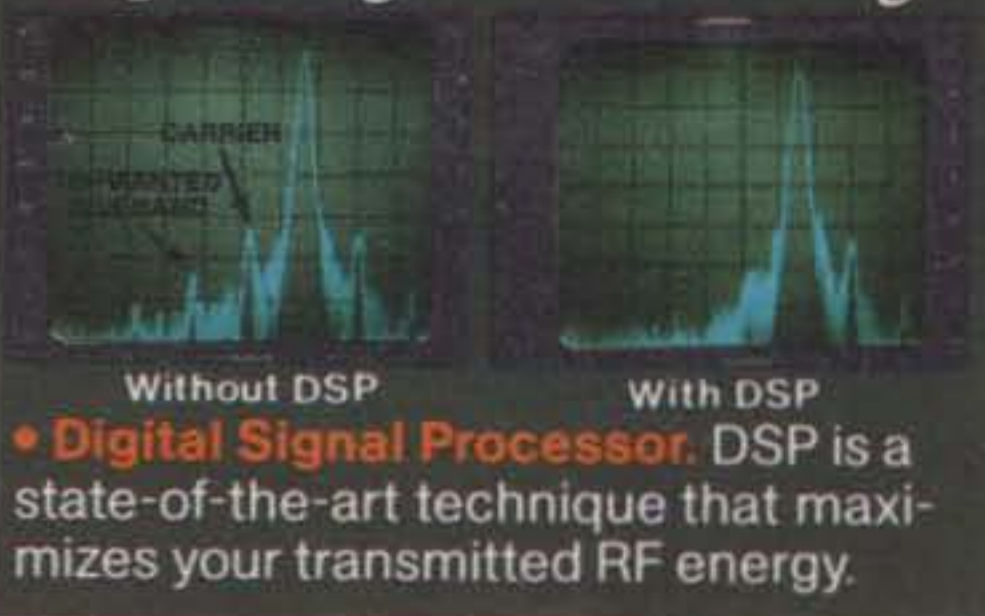 CARRIER
Without DSP
With DSP
• Digital Signal Processor. DSP is a
state-of-the-art technique that maxi-
mizes your transmitted RF energy.